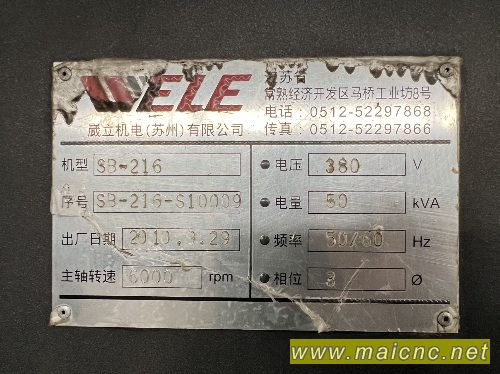 WELE
江苏省
常熟经济开发区马桥工业坊8号
电话：0512-52297868
传真：0512-52297866
崴立机电(苏州)有限公司
机型 SB-216
电压 380 V
序号 SB-216-S10009
电量 50 kVA
出厂日期 2010.9.29
频率 50/60 Hz
主轴转速 6000 rpm
相位 3 Ø
www.maicnc.net